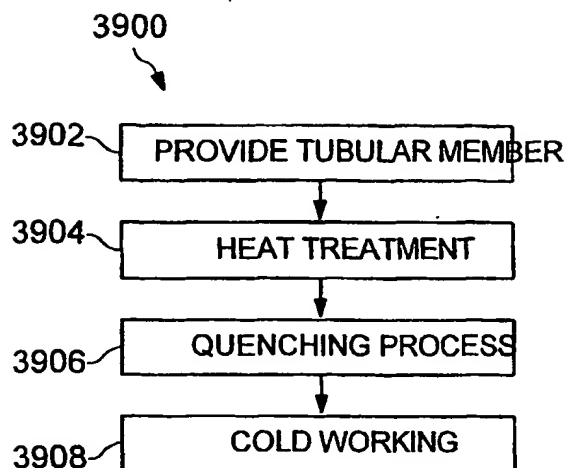 3900
3902 PROVIDE TUBULAR MEMBER
3904 HEAT TREATMENT
3906 QUENCHING PROCESS
3908 COLD WORKING